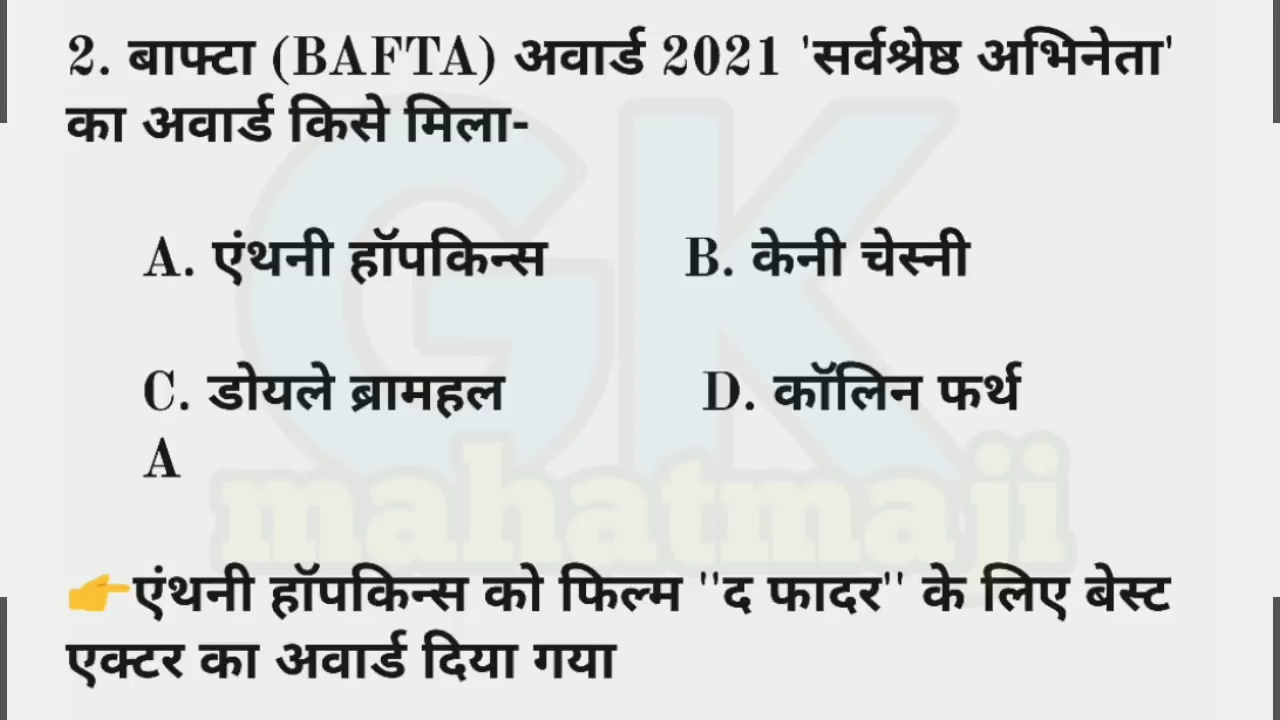 2. बाफ्टा (BAFTA) अवार्ड 2021 'सर्वश्रेष्ठ अभिनेता'
का अवार्ड किसे मिला-
A. एंथनी हॉपकिन्स B. केनी चेस्नी
C. डोयले ब्रामहल D. कॉलिन फर्थ
A
👉एंथनी हॉपकिन्स को फिल्म "द फादर" के लिए बेस्ट
एक्टर का अवार्ड दिया गया
GK
mahatmaji